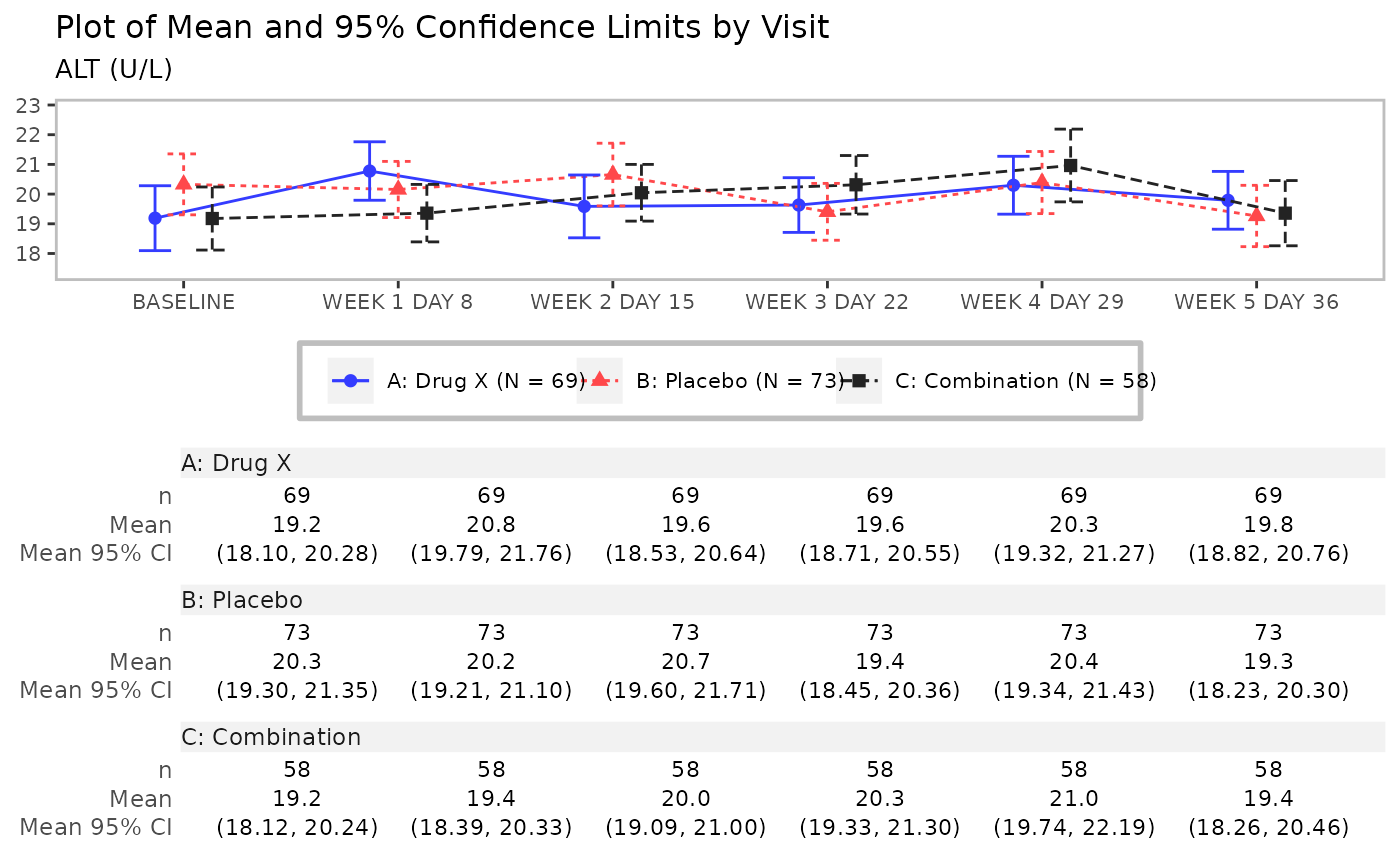 Plot of Mean and 95% Confidence Limits by Visit
ALT (U/L)
23
22
21
20
19
18
BASELINE WEEK 1 DAY 8 WEEK 2 DAY 15 WEEK 3 DAY 22 WEEK 4 DAY 29 WEEK 5 DAY 36
A: Drug X (N = 69) B: Placebo (N = 73) C: Combination (N = 58)
A: Drug X
n 69 69 69 69 69 69
Mean 19.2 20.8 19.6 19.6 20.3 19.8
Mean 95% CI (18.10, 20.28) (19.79, 21.76) (18.53, 20.64) (18.71, 20.55) (19.32, 21.27) (18.82, 20.76)
B: Placebo
n 73 73 73 73 73 73
Mean 20.3 20.2 20.7 19.4 20.4 19.3
Mean 95% CI (19.30, 21.35) (19.21, 21.10) (19.60, 21.71) (18.45, 20.36) (19.34, 21.43) (18.23, 20.30)
C: Combination
n 58 58 58 58 58 58
Mean 19.2 19.4 20.0 20.3 21.0 19.4
Mean 95% CI (18.12, 20.24) (18.39, 20.33) (19.09, 21.00) (19.33, 21.30) (19.74, 22.19) (18.26, 20.46)